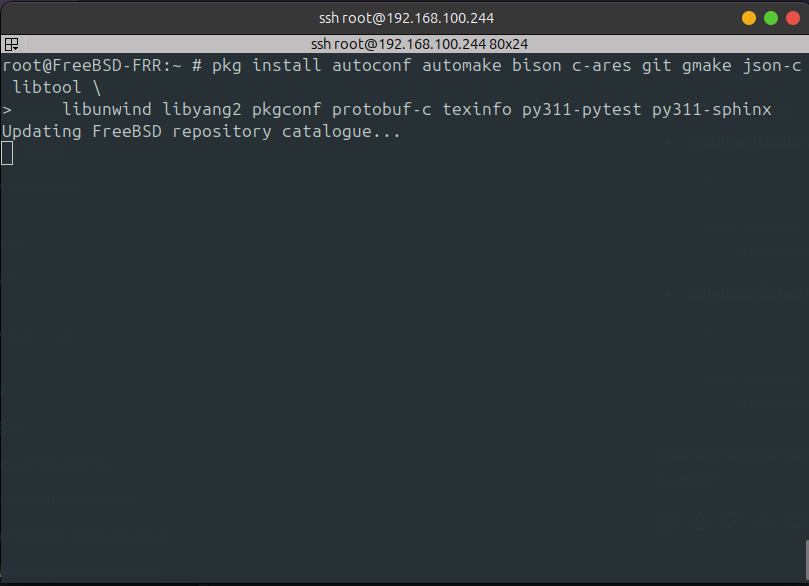 ssh root@192.168.100.244
ssh root@192.168.100.244 80x24
root@FreeBSD-FRR:~ # pkg install autoconf automake bison c-ares git gmake json-c
 libtool \
>     libunwind libyang2 pkgconf protobuf-c texinfo py311-pytest py311-sphinx
Updating FreeBSD repository catalogue...